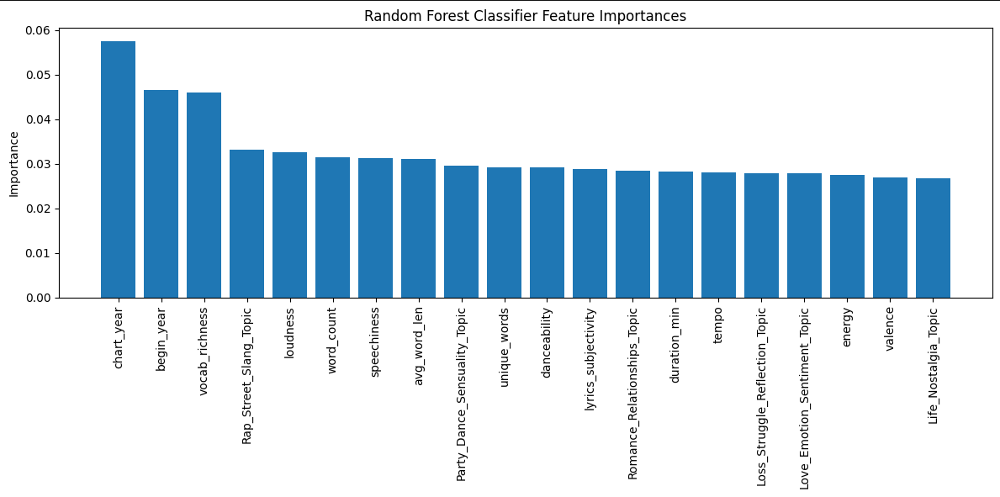 Random Forest Classifier Feature Importances
Importance
0.06
0.05
0.04
0.03
0.02
0.01
0.00
chart_year
begin_year
vocab_richness
Rap_Street_Slang_Topic
loudness
word_count
speechiness
avg_word_len
Party_Dance_Sensuality_Topic
unique_words
danceability
lyrics_subjectivity
Romance_Relationships_Topic
duration_min
tempo
Loss_Struggle_Reflection_Topic
Love_Emotion_Sentiment_Topic
energy
valence
Life_Nostalgia_Topic